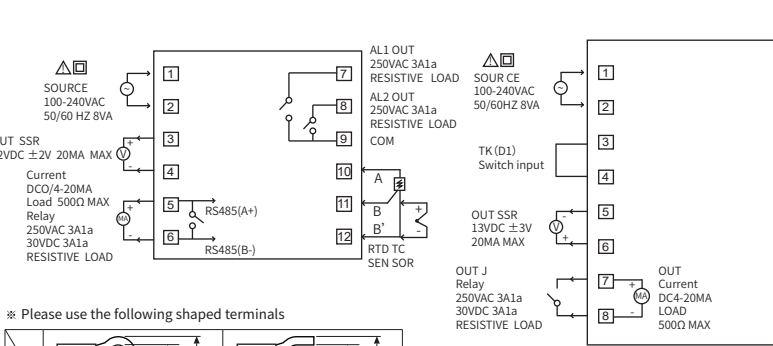 SOURCE
100-240VAC
50/60 HZ 8VA
1
2
UT SSR
2VDC ±2V 20MA MAX
V
+
-
3
4
Current
DCO/4-20MA
Load 500Ω MAX
Relay
250VAC 3A1a
30VDC 3A1a
RESISTIVE LOAD
MA
+
-
5
6
RS485(A+)
RS485(B-)
7
8
9
10
11
12
AL1 OUT
250VAC 3A1a
RESISTIVE LOAD
AL2 OUT
250VAC 3A1a
RESISTIVE LOAD
COM
A
B
B'
+
-
RTD TC
SEN SOR
SOUR CE
100-240VAC
50/60HZ 8VA
1
2
TK(D1)
Switch input
3
4
OUT SSR
13VDC ±3V
20MA MAX
V
-
+
5
6
OUT J
Relay
250VAC 3A1a
30VDC 3A1a
RESISTIVE LOAD
7
8
+
MA
-
OUT
Current
DC4-20MA
LOAD
500Ω MAX
※ Please use the following shaped terminals